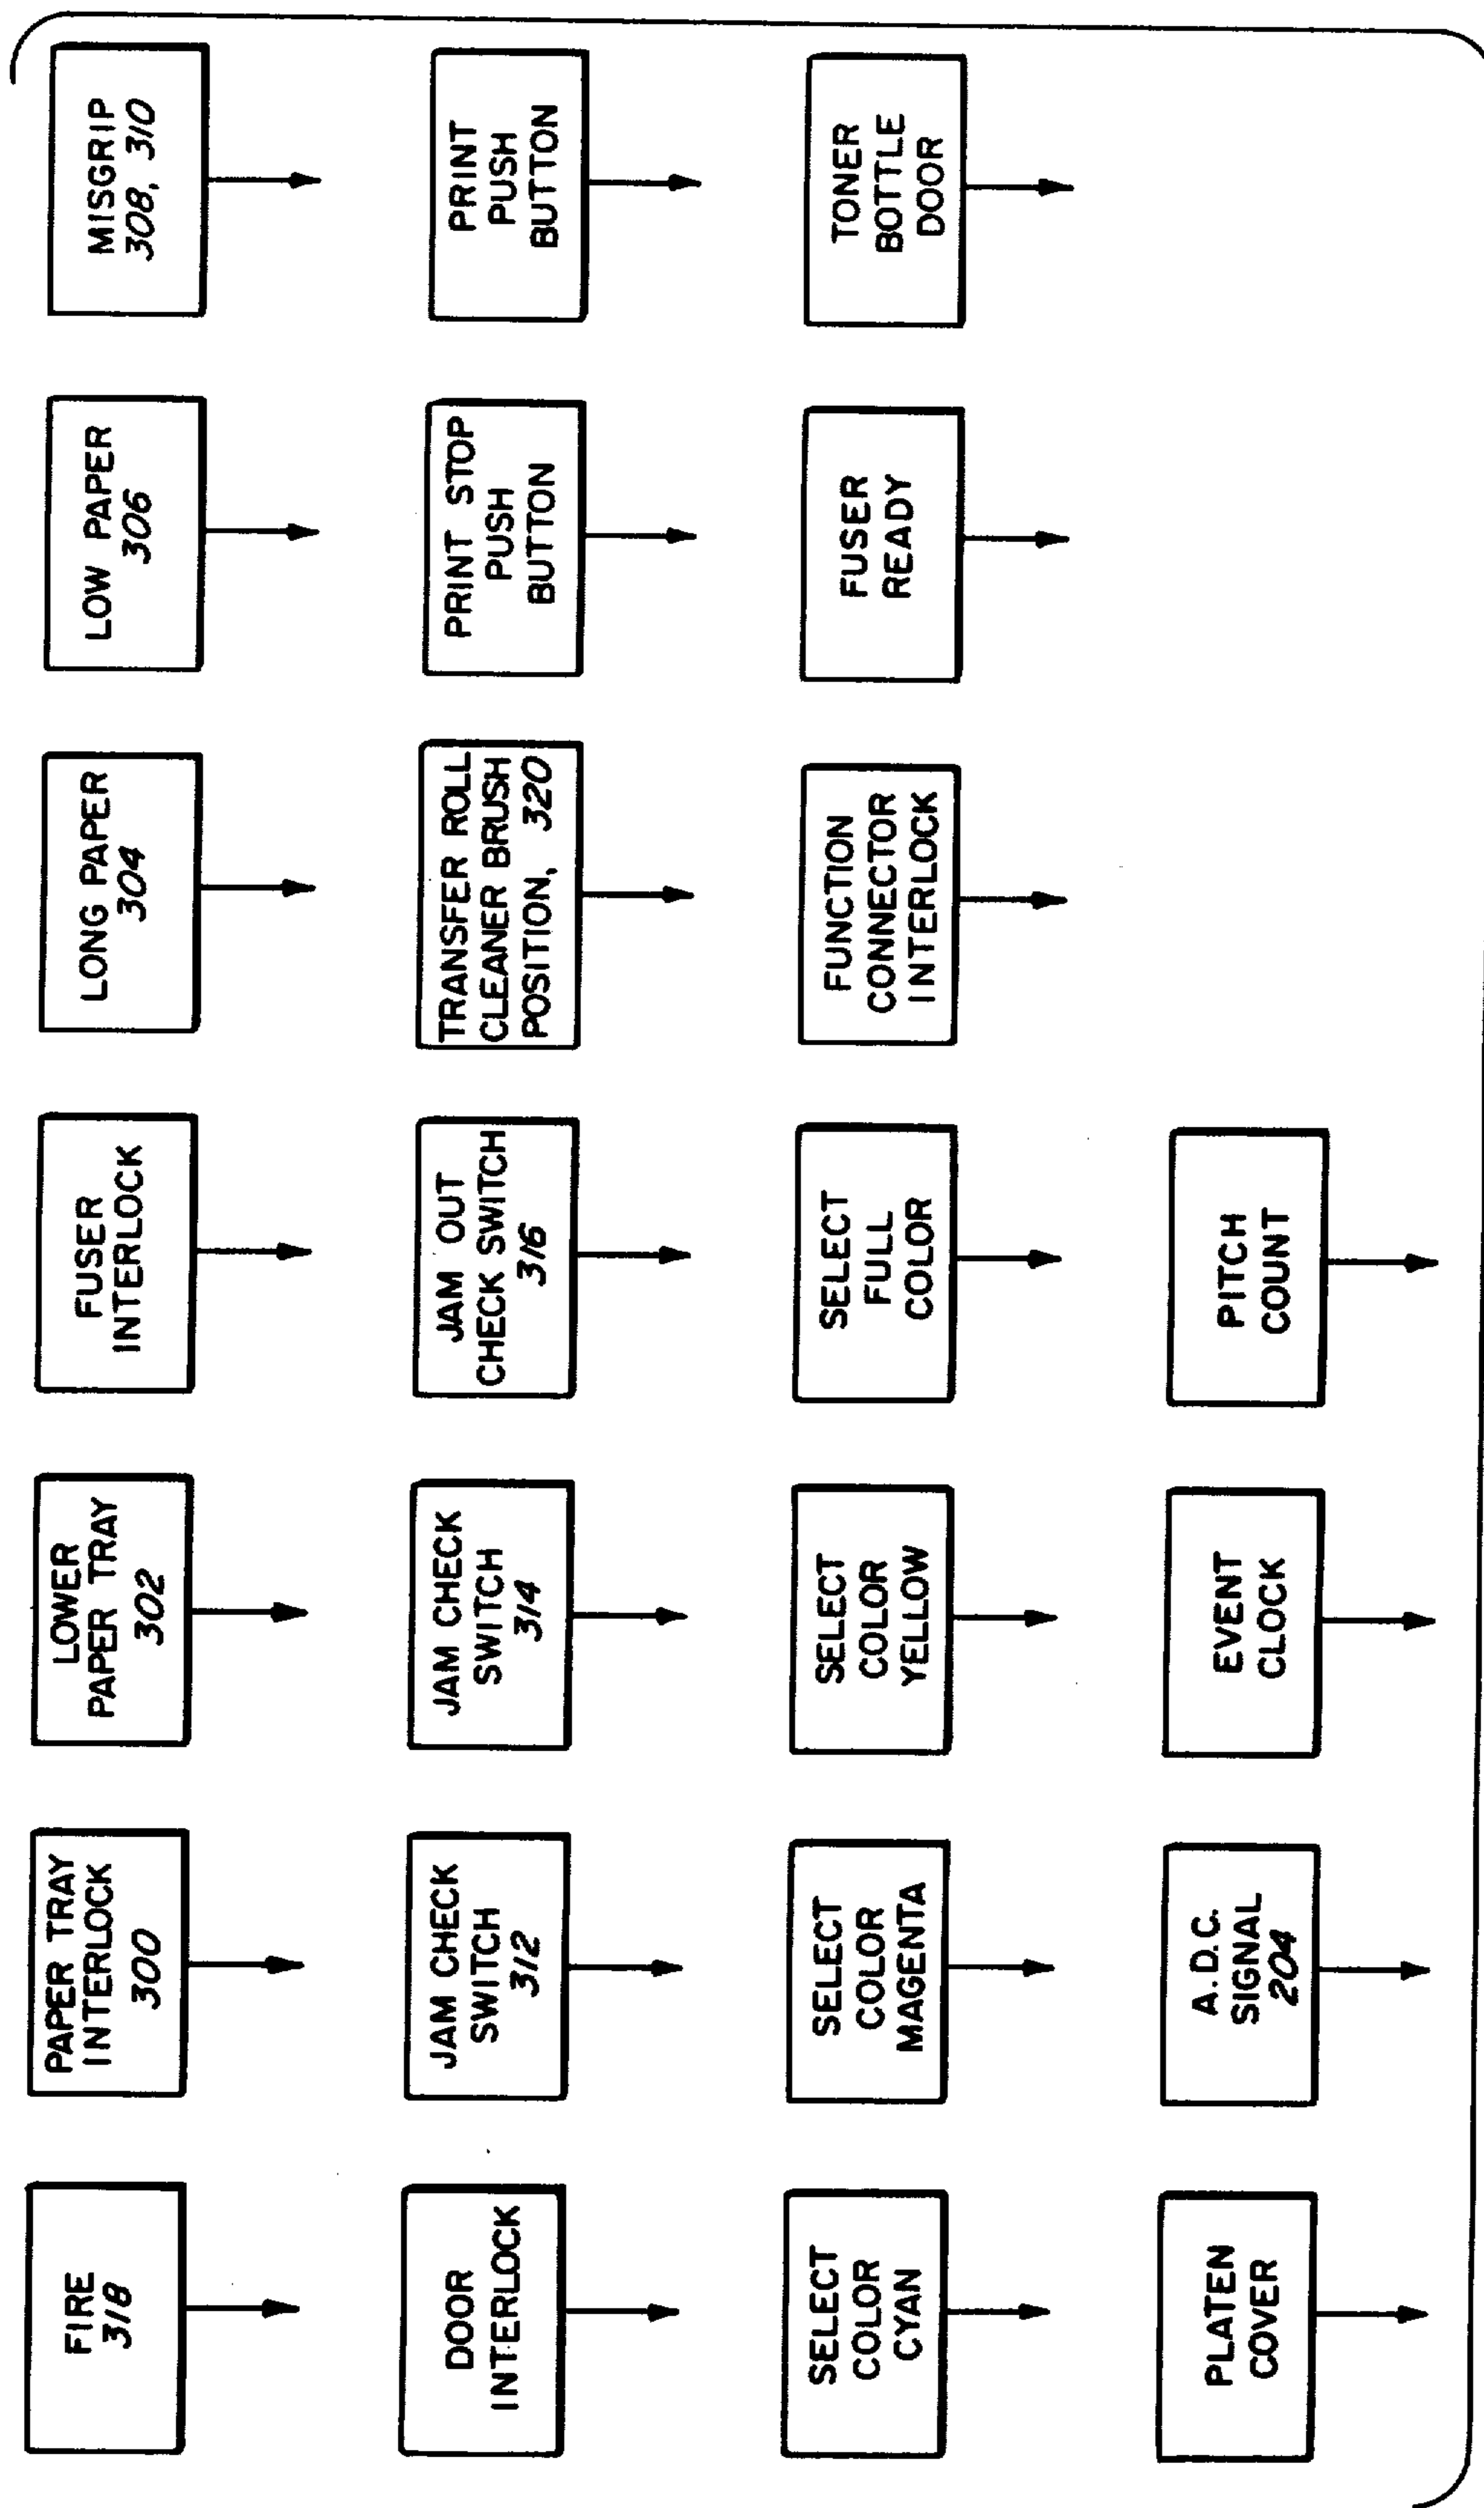 FIRE
318
PAPER TRAY
INTERLOCK
300
LOWER
PAPER TRAY
302
FUSER
INTERLOCK
LONG PAPER
304
LOW PAPER
306
MISGRIP
308, 310
DOOR
INTERLOCK
JAM CHECK
SWITCH
312
JAM CHECK
SWITCH
314
JAM OUT
CHECK SWITCH
316
TRANSFER ROLL
CLEANER BRUSH
POSITION, 320
PRINT STOP
PUSH
BUTTON
PRINT
PUSH
BUTTON
SELECT
COLOR
CYAN
SELECT
COLOR
MAGENTA
SELECT
COLOR
YELLOW
SELECT
FULL
COLOR
FUNCTION
CONNECTOR
INTERLOCK
FUSER
READY
TONER
BOTTLE
DOOR
PLATEN
COVER
A.D.C.
SIGNAL
204
EVENT
CLOCK
PITCH
COUNT